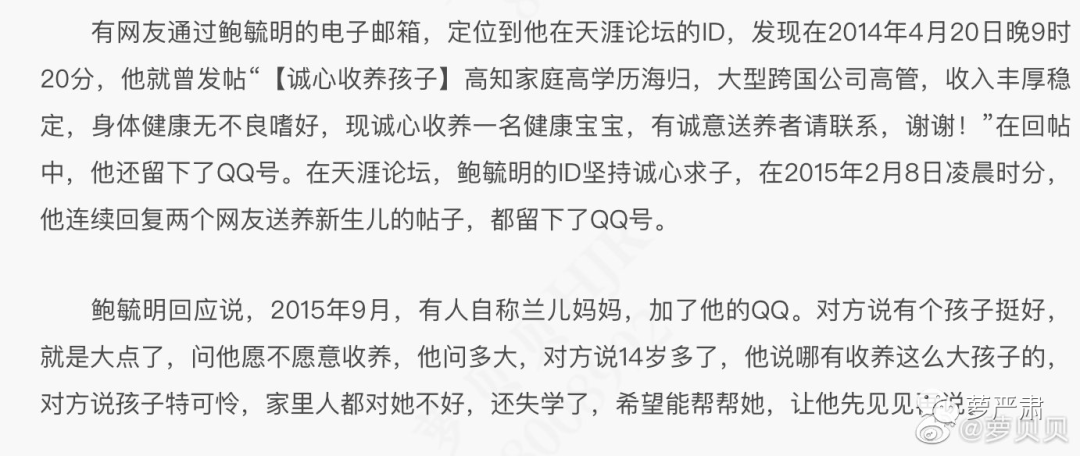 有网友通过鲍毓明的电子邮箱，定位到他在天涯论坛的ID，发现在2014年4月20日晚9时
20分，他就曾发帖“【诚心收养孩子】高知家庭高学历海归，大型跨国公司高管，收入丰厚稳
定，身体健康无不良嗜好，现诚心收养一名健康宝宝，有诚意送养者请联系，谢谢！”在回帖
中，他还留下了QQ号。在天涯论坛，鲍毓明的ID坚持诚心求子，在2015年2月8日凌晨时分，
他连续回复两个网友送养新生儿的帖子，都留下了QQ号。
鲍毓明回应说，2015年9月，有人自称兰儿妈妈，加了他的QQ。对方说有个孩子挺好，
就是大点了，问他愿不愿意收养，他问多大，对方说14岁多了，他说哪有收养这么大孩子的，
对方说孩子特可怜，家里人都对她不好，还失学了，希望能帮帮她，让他先见见
萝严肃
@萝贝贝